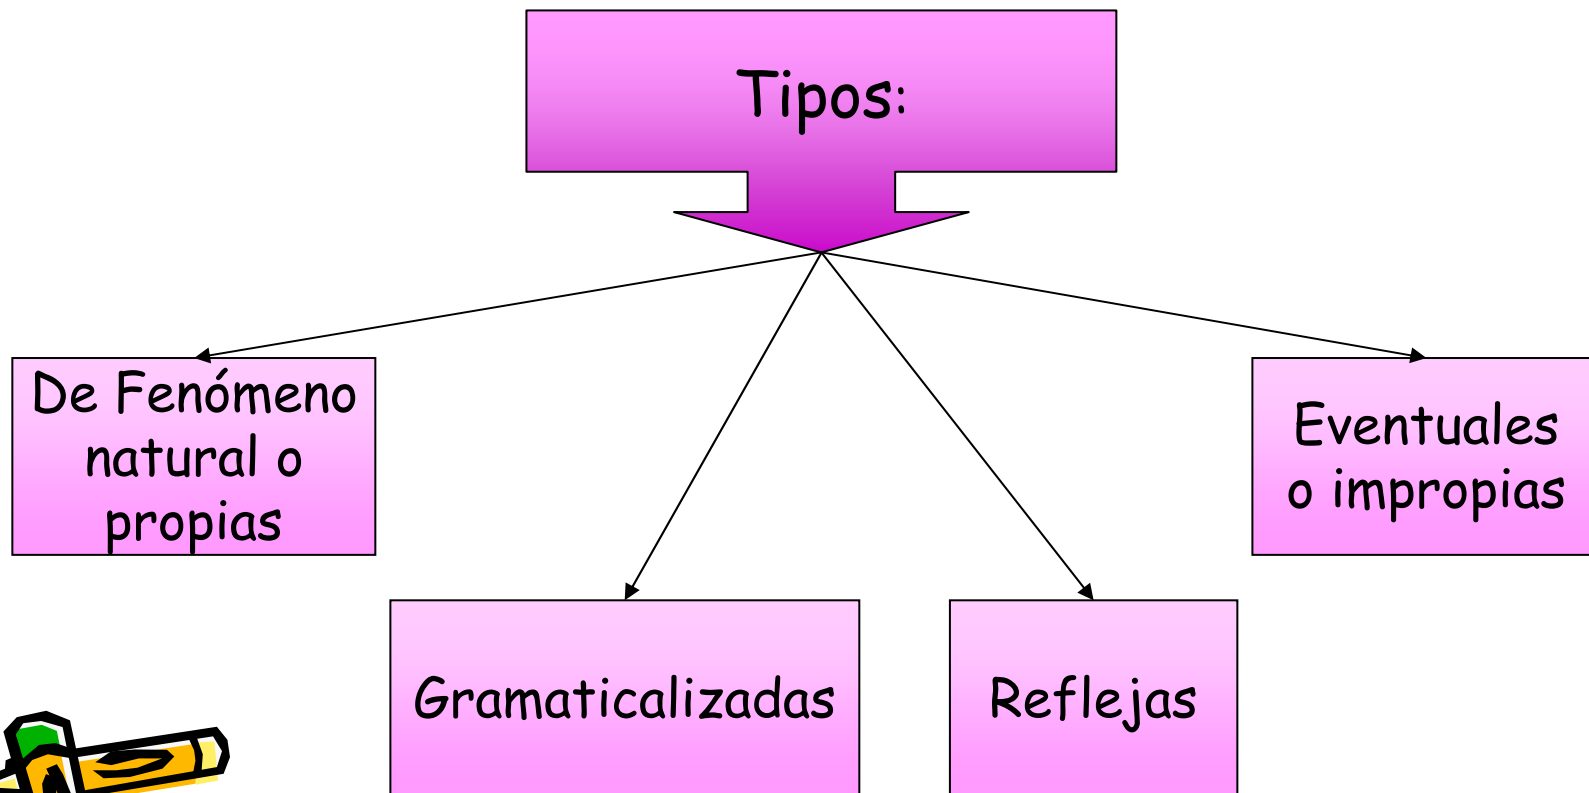 Tipos:
De Fenómeno
natural o
propias
Eventuales
o impropias
Gramaticalizadas
Reflejas